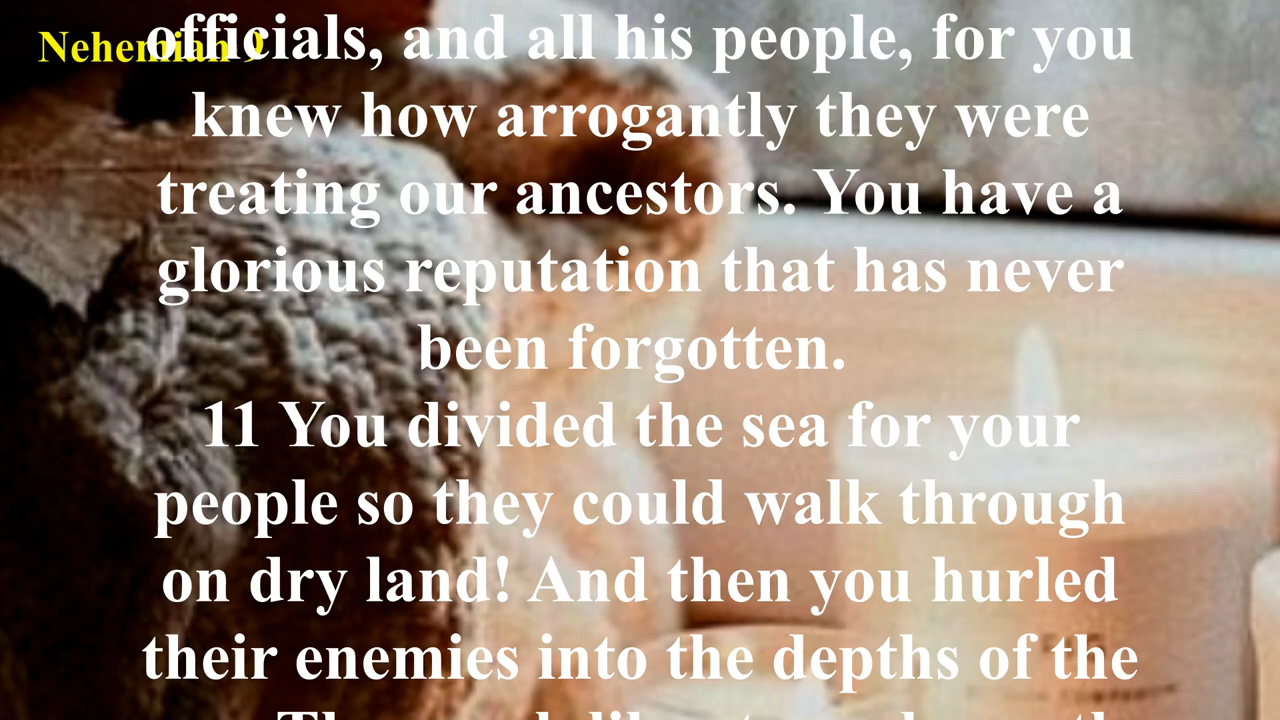 Nehemiah 9
officials, and all his people, for you
knew how arrogantly they were
treating our ancestors. You have a
glorious reputation that has never
been forgotten.
11 You divided the sea for your
people so they could walk through
on dry land! And then you hurled
their enemies into the depths of the